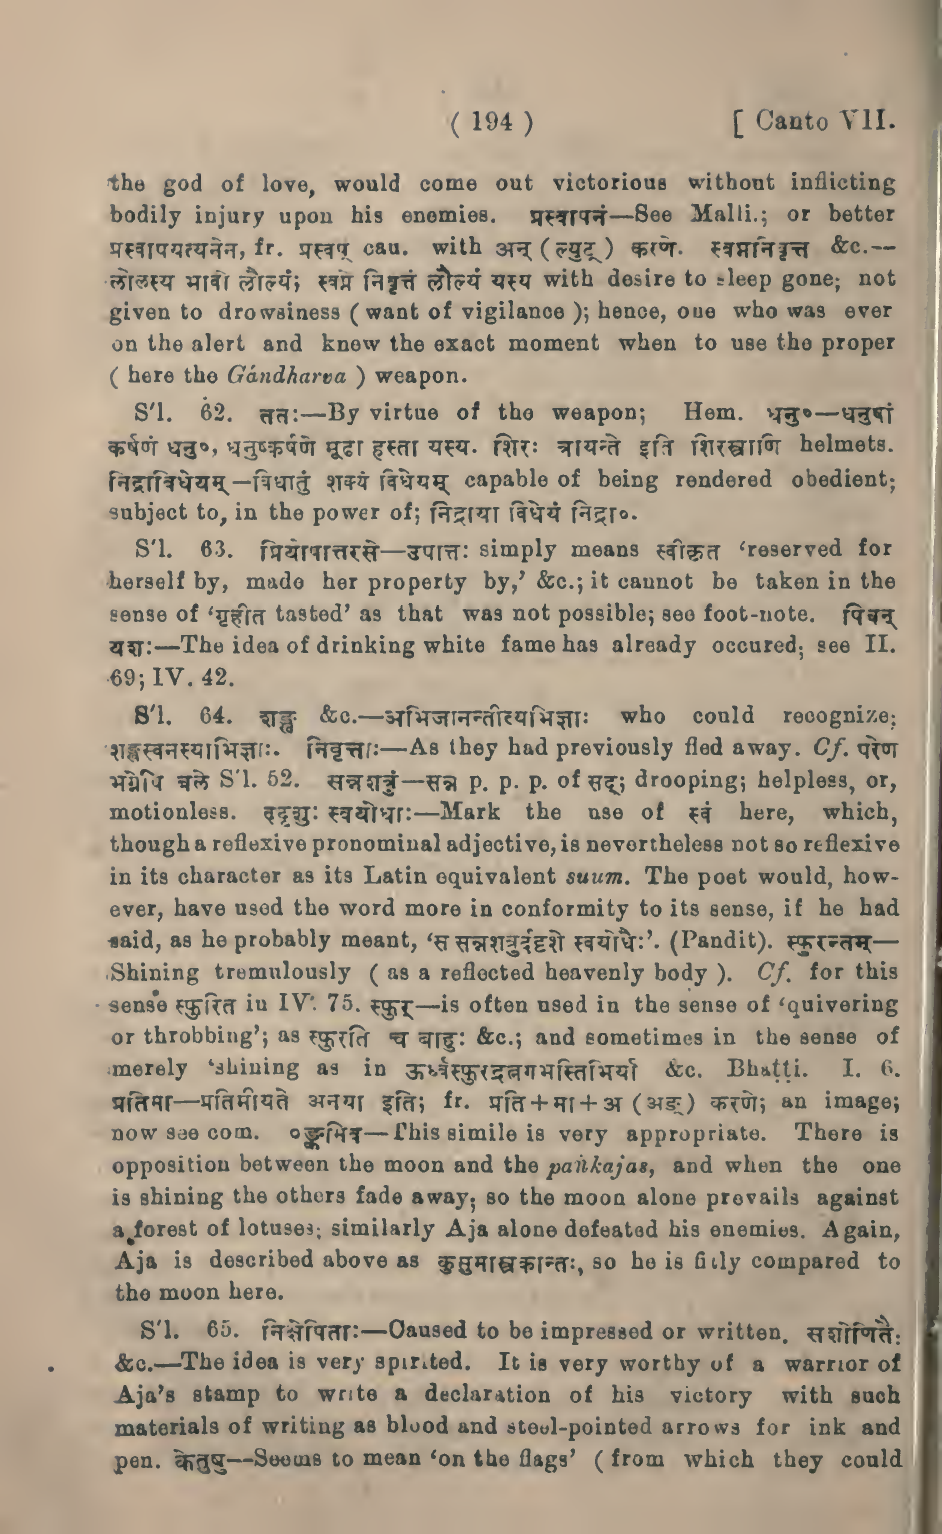 ( 194 ) [ Canto VII.
the god of love, would come out victorious without inflicting
bodily injury upon his enemies. प्रस्वापनं—See Malli.; or better
प्रस्वापयत्यनेन, fr. प्रस्वप् cau. with अन् ( ल्युट् ) करणे. स्वप्ननिवृत्त &c.--
लोलस्य भावो लौल्यं; स्वप्ने निवृत्तं लौल्यं यस्य with desire to sleep gone; not
given to drowsiness ( want of vigilance ); hence, one who was ever
on the alert and knew the exact moment when to use the proper
( here the Gándharva ) weapon.
S'l. 62. ततः—By virtue of the weapon; Hem. धनु०—धनुषां
कर्षणं धनु०, धनुष्कर्षणे मूढा हस्ता यस्य. शिरः त्रायन्ते इति शिरस्त्राणि helmets.
निद्राविधेयम्—विधातुं शक्यं विधेयम् capable of being rendered obedient;
subject to, in the power of; निद्राया विधेयं निद्रा०.
S'l. 63. प्रियोपात्तरसे—उपात्तः simply means स्वीकृत ‘reserved for
herself by, made her property by,’ &c.; it cannot be taken in the
sense of ‘गृहीत tasted’ as that was not possible; see foot-note. पिबन्
यशः—The idea of drinking white fame has already occured; see II.
69; IV. 42.
S'l. 64. शङ्ख &c.—अभिजानन्तीत्यभिज्ञाः who could recognize;
शङ्खस्वनस्याभिज्ञाः. निवृत्ताः—As they had previously fled away. Cf. परेण
भग्नेपि बले S'l. 52. सन्नशत्रुं—सन्न p. p. p. of सद्; drooping; helpless, or,
motionless. ददृशुः स्वयोधाः—Mark the use of स्वं here, which,
though a reflexive pronominal adjective, is nevertheless not so reflexive
in its character as its Latin equivalent suum. The poet would, how-
ever, have used the word more in conformity to its sense, if he had
said, as he probably meant, ‘स सन्नशत्रुर्ददृशे स्वयोधैः’. (Pandit). स्फुरन्तम्—
Shining tremulously ( as a reflected heavenly body ). Cf. for this
sense स्फुरित in IV. 75. स्फुर्—is often used in the sense of ‘quivering
or throbbing’; as स्फुरति च बाहुः &c.; and sometimes in the sense of
merely ‘shining as in ऊर्ध्वस्फुरद्रत्नगभस्तिभिर्या &c. Bhaṭṭi. I. 6.
प्रतिमा—प्रतिमीयते अनया इति; fr. प्रति+मा+अ (अङ्) करणे; an image;
now see com. ०ङ्कमिव—This simile is very appropriate. There is
opposition between the moon and the pańkajas, and when the one
is shining the others fade away; so the moon alone prevails against
a forest of lotuses; similarly Aja alone defeated his enemies. Again,
Aja is described above as कुसुमास्त्रकान्तः, so he is fitly compared to
the moon here.
S'l. 65. निक्षेपिताः—Caused to be impressed or written. सशोणितैः
&c.—The idea is very spirited. It is very worthy of a warrior of
Aja’s stamp to write a declaration of his victory with such
materials of writing as blood and steel-pointed arrows for ink and
pen. केतुषु--Seems to mean ‘on the flags’ ( from which they could